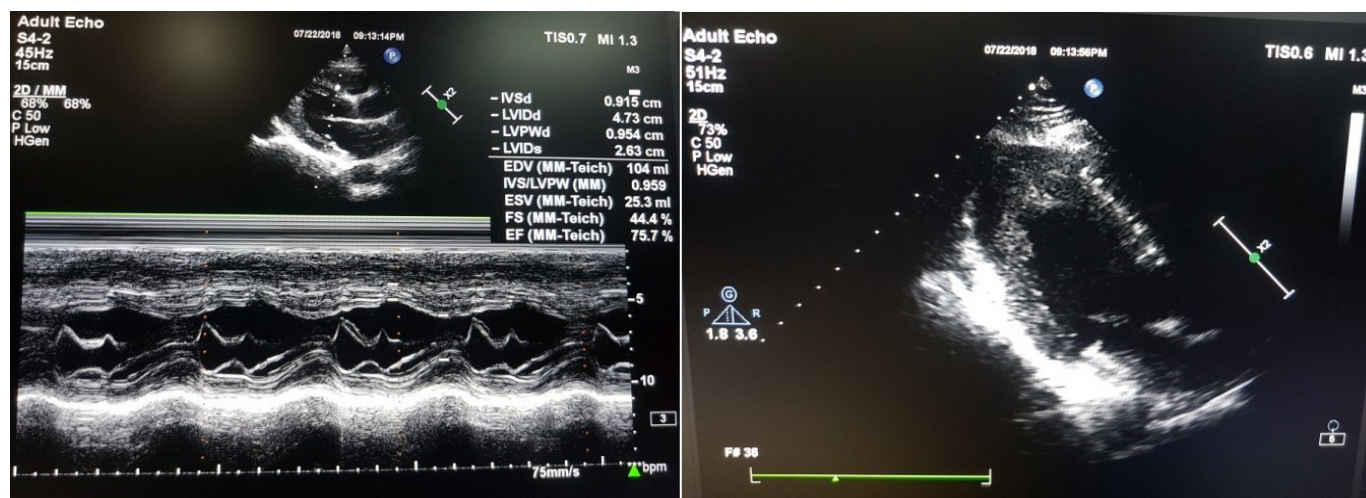 Adult Echo
S4-2
45Hz
15cm
2D / MM
68% 68%
C 50
P Low
HGen
07/22/2018 09:13:14PM
P
TIS0.7 MI 1.3
M3
X2
IVSd 0.915 cm
LVIDd 4.73 cm
LVPWd 0.954 cm
LVIDs 2.63 cm
EDV (MM-Teich) 104 ml
IVS/LVPW (MM) 0.959
ESV (MM-Teich) 25.3 ml
FS (MM-Teich) 44.4 %
EF (MM-Teich) 75.7 %
5
10
3
75mm/s
***bpm
Adult Echo
S4-2
51Hz
15cm
2D
73%
C 50
P Low
HGen
07/22/2018 09:13:56PM
P
TIS0.6 MI 1.3
M3
X2
G
P R
1.8 3.6
F# 36
6